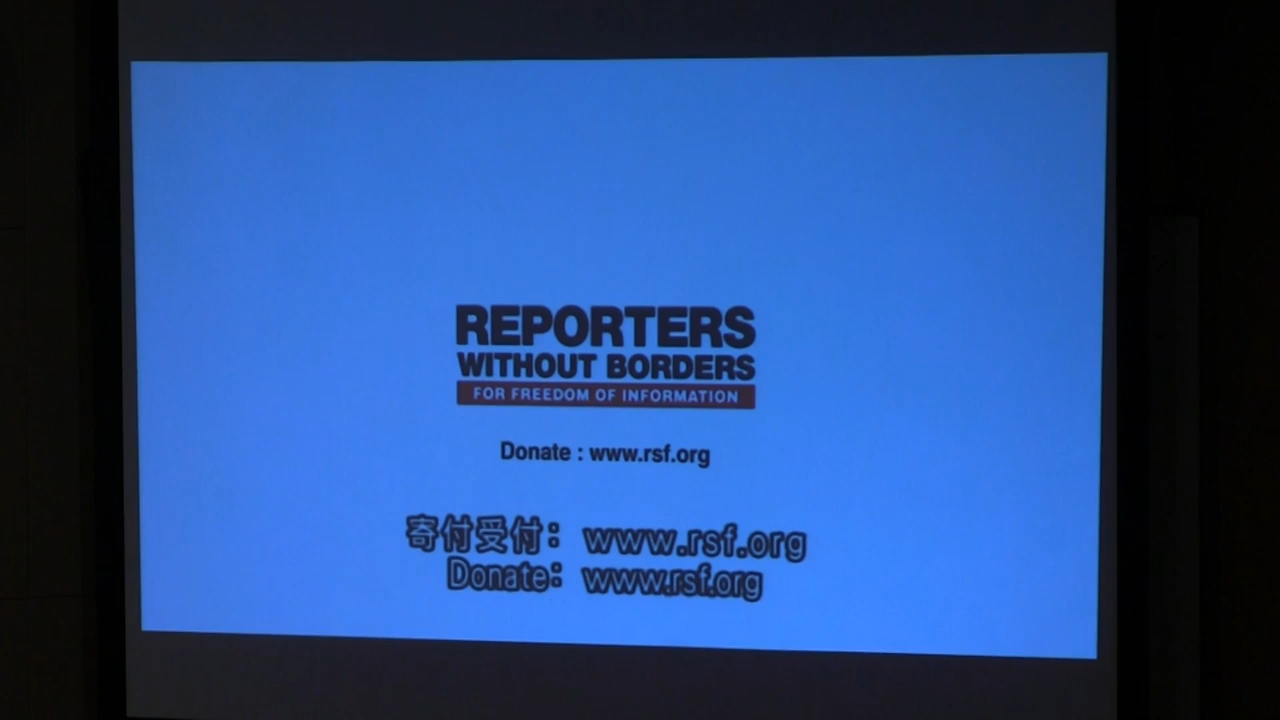 REPORTERS
WITHOUT BORDERS
FOR FREEDOM OF INFORMATION
Donate : www.rsf.org
寄付受付： www.rsf.org
Donate： www.rsf.org